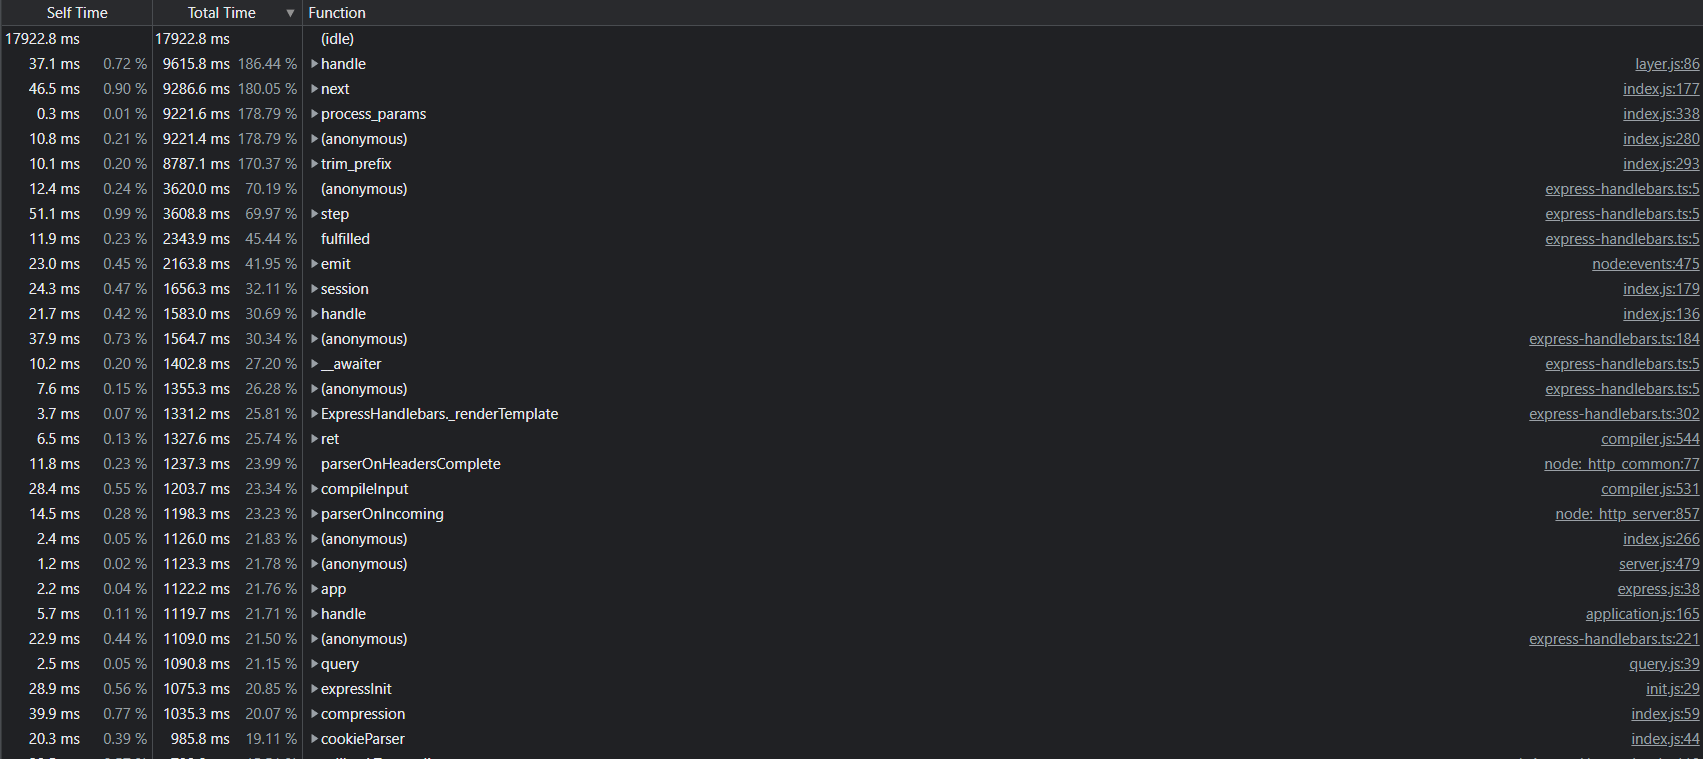 Self Time Total Time ▼ Function
17922.8 ms 17922.8 ms (idle)
37.1 ms 0.72 % 9615.8 ms 186.44 % ▶handle layer.js:86
46.5 ms 0.90 % 9286.6 ms 180.05 % ▶next index.js:177
0.3 ms 0.01 % 9221.6 ms 178.79 % ▶process_params index.js:338
10.8 ms 0.21 % 9221.4 ms 178.79 % ▶(anonymous) index.js:280
10.1 ms 0.20 % 8787.1 ms 170.37 % ▶trim_prefix index.js:293
12.4 ms 0.24 % 3620.0 ms 70.19 % (anonymous) express-handlebars.ts:5
51.1 ms 0.99 % 3608.8 ms 69.97 % ▶step express-handlebars.ts:5
11.9 ms 0.23 % 2343.9 ms 45.44 % fulfilled express-handlebars.ts:5
23.0 ms 0.45 % 2163.8 ms 41.95 % ▶emit node:events:475
24.3 ms 0.47 % 1656.3 ms 32.11 % ▶session index.js:179
21.7 ms 0.42 % 1583.0 ms 30.69 % ▶handle index.js:136
37.9 ms 0.73 % 1564.7 ms 30.34 % ▶(anonymous) express-handlebars.ts:184
10.2 ms 0.20 % 1402.8 ms 27.20 % ▶__awaiter express-handlebars.ts:5
7.6 ms 0.15 % 1355.3 ms 26.28 % ▶(anonymous) express-handlebars.ts:5
3.7 ms 0.07 % 1331.2 ms 25.81 % ▶ExpressHandlebars._renderTemplate express-handlebars.ts:302
6.5 ms 0.13 % 1327.6 ms 25.74 % ▶ret compiler.js:544
11.8 ms 0.23 % 1237.3 ms 23.99 % parserOnHeadersComplete node:_http_common:77
28.4 ms 0.55 % 1203.7 ms 23.34 % ▶compileInput compiler.js:531
14.5 ms 0.28 % 1198.3 ms 23.23 % ▶parserOnIncoming node:_http_server:857
2.4 ms 0.05 % 1126.0 ms 21.83 % ▶(anonymous) index.js:266
1.2 ms 0.02 % 1123.3 ms 21.78 % ▶(anonymous) server.js:479
2.2 ms 0.04 % 1122.2 ms 21.76 % ▶app express.js:38
5.7 ms 0.11 % 1119.7 ms 21.71 % ▶handle application.js:165
22.9 ms 0.44 % 1109.0 ms 21.50 % ▶(anonymous) express-handlebars.ts:221
2.5 ms 0.05 % 1090.8 ms 21.15 % ▶query query.js:39
28.9 ms 0.56 % 1075.3 ms 20.85 % ▶expressInit init.js:29
39.9 ms 0.77 % 1035.3 ms 20.07 % ▶compression index.js:59
20.3 ms 0.39 % 985.8 ms 19.11 % ▶cookieParser index.js:44